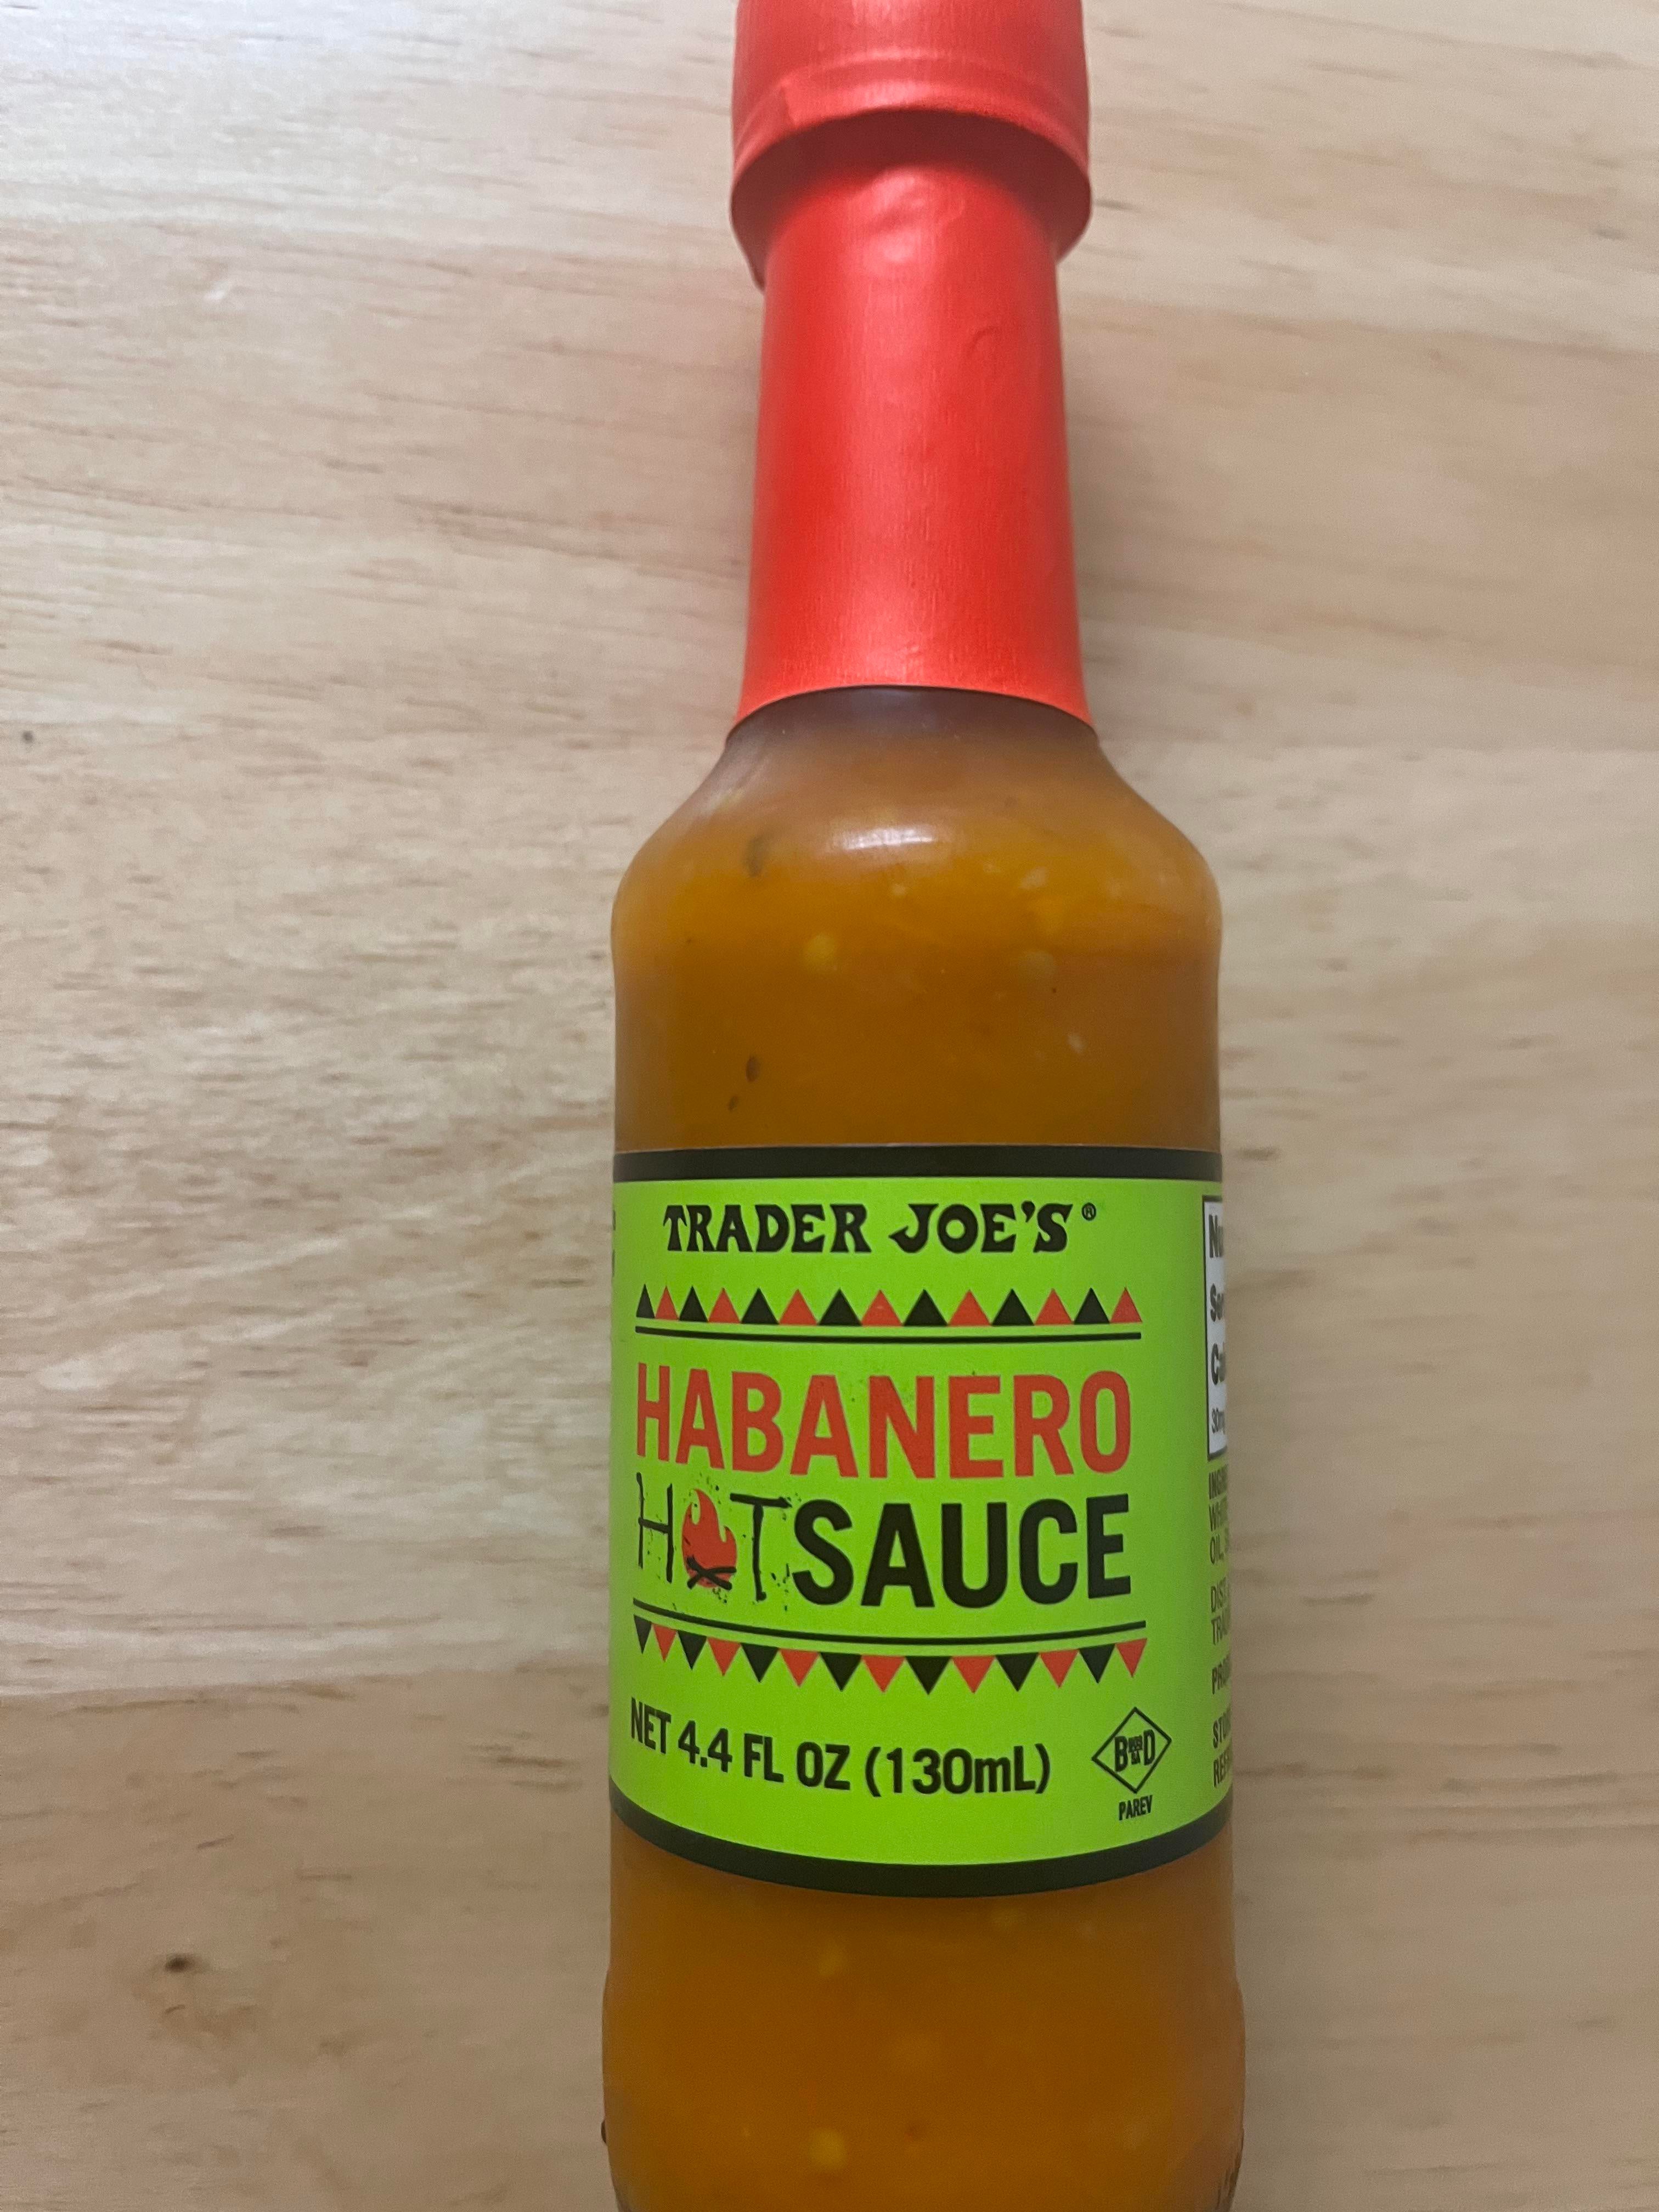 TRADER JOE'S®
HABANERO
HOT SAUCE
NET 4.4 FL OZ (130mL)
B D
PAREV